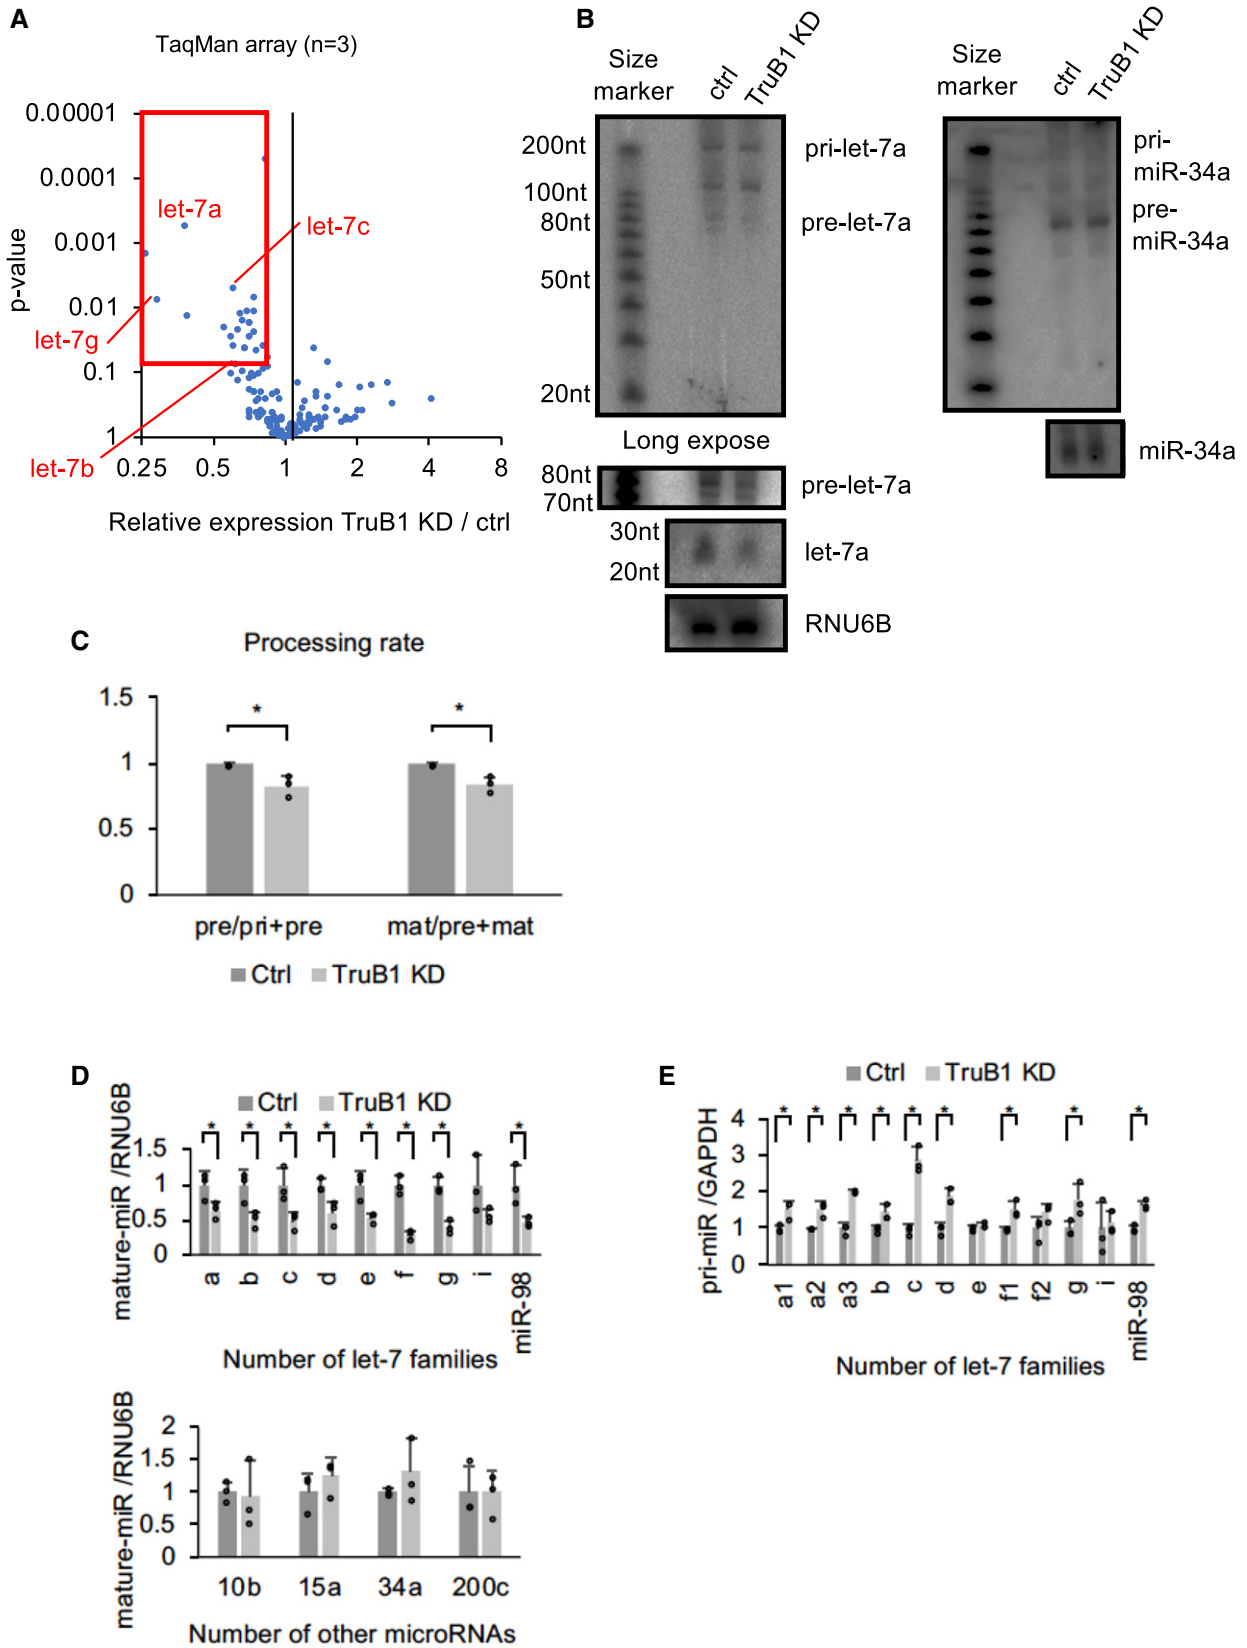 A
TaqMan array (n=3)
0.00001
0.0001
0.001
0.01
0.1
1
p-value
let-7a
let-7c
let-7g
let-7b
0.25 0.5 1 2 4 8
Relative expression TruB1 KD / ctrl
B
Size
marker
ctrl
TruB1 KD
200nt
100nt
80nt
50nt
20nt
pri-let-7a
pre-let-7a
Long expose
80nt
70nt
pre-let-7a
30nt
20nt
let-7a
RNU6B
Size
marker
ctrl
TruB1 KD
pri-
miR-34a
pre-
miR-34a
miR-34a
C
Processing rate
1.5
1
0.5
0
* *
pre/pri+pre mat/pre+mat
Ctrl TruB1 KD
D
Ctrl TruB1 KD
mature-miR /RNU6B
1.5
1
0.5
0
* * * * * * * *
a b c d e f g i miR-98
Number of let-7 families
mature-miR /RNU6B
2
1.5
1
0.5
0
10b 15a 34a 200c
Number of other microRNAs
E
Ctrl TruB1 KD
pri-miR /GAPDH
4
3
2
1
0
* * * * * * * * *
a1 a2 a3 b c d e f1 f2 g i miR-98
Number of let-7 families